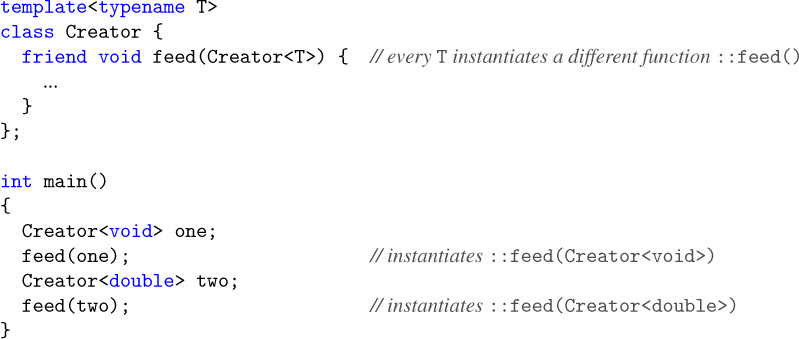 template<typename T>
class Creator {
  friend void feed(Creator<T>) {  // every T instantiates a different function ::feed()
    ...
  }
};

int main()
{
  Creator<void> one;
  feed(one);                      // instantiates ::feed(Creator<void>)
  Creator<double> two;
  feed(two);                      // instantiates ::feed(Creator<double>)
}